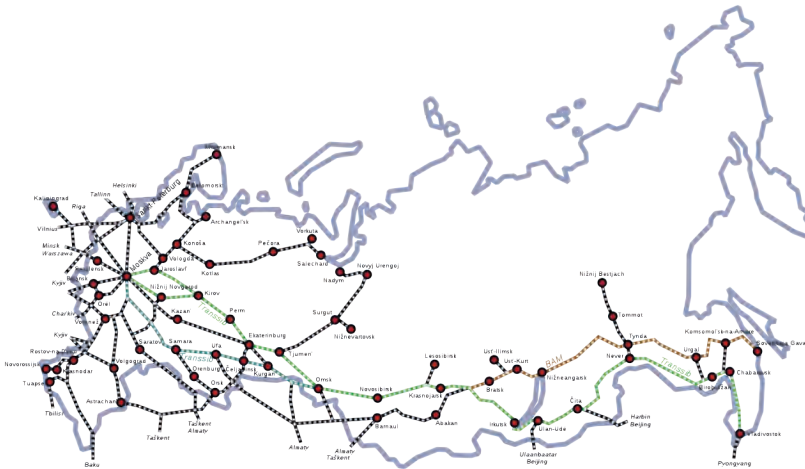 Murmansk
Helsinki
Tallinn
Sankt-Peterburg
Belomorsk
Kaliningrad
Riga
Archangel'sk
Vilnius
Minsk
Warszawa
Moskva
Konoša
Vologda
Jaroslavl'
Kotlas
Pečora
Vorkuta
Salechard
Nadym
Novyj Urengoj
Smolensk
Brjansk
Kyjiv
Orel
Charkiv
Voronež
Kyjiv
Nižnij Novgorod
Kirov
Transsib
Perm
Kazan
Surgut
Nižnevartovsk
Nižnij Bestjach
Tommot
Tynda
Never
Komsomol'sk-na-Amure
Sovetskaja Gavan
Urgal
Chabarovsk
Birobidžan
Transsib
Rostov-na-Donu
Novorossijsk
Krasnodar
Tuapse
Tbilisi
Volgograd
Astrachan
Saratov
Samara
Transsib
Ufa
Ekaterinburg
Tjumen
Orenburg
Čeljabinsk
Kurgan
Orsk
Omsk
Novosibirsk
Lesosibirsk
Krasnojarsk
Ust'-Ilimsk
Ust'-Kut
BAM
Bratsk
Nižneangarsk
Barnaul
Abakan
Irkutsk
Ulan-Ude
Čita
Harbin
Beijing
Ulaanbaatar
Beijing
Vladivostok
Pyongyang
Baku
Taškent
Taškent
Almaty
Almaty
Almaty
Taškent